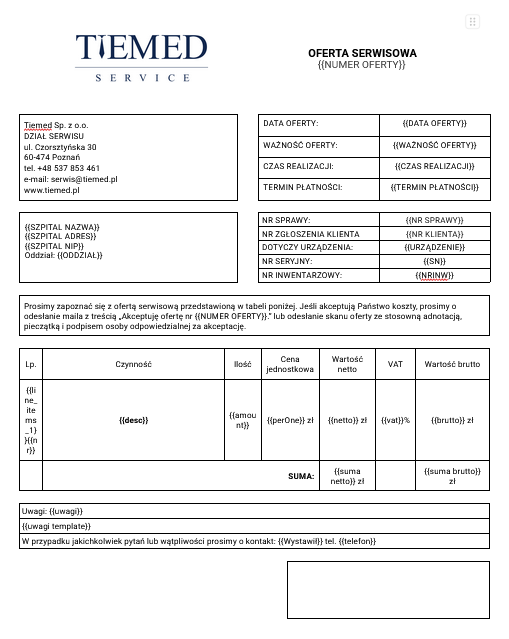 TIEMED
SERVICE
OFERTA SERWISOWA
{{NUMER OFERTY}}
Tiemed Sp. z o.o.
DZIAŁ SERWISU
ul. Czorsztyńska 30
60-474 Poznań
tel. +48 537 853 461
e-mail: serwis@tiemed.pl
www.tiemed.pl
DATA OFERTY: {{DATA OFERTY}}
WAŻNOŚĆ OFERTY: {{WAŻNOŚĆ OFERTY}}
CZAS REALIZACJI: {{CZAS REALIZACJI}}
TERMIN PŁATNOŚCI: {{TERMIN PŁATNOŚCI}}
{{SZPITAL NAZWA}}
{{SZPITAL ADRES}}
{{SZPITAL NIP}}
Oddział: {{ODDZIAŁ}}
NR SPRAWY: {{NR SPRAWY}}
NR ZGŁOSZENIA KLIENTA {{NR KLIENTA}}
DOTYCZY URZĄDZENIA: {{URZĄDZENIE}}
NR SERYJNY: {{SN}}
NR INWENTARZOWY: {{NRINW}}
Prosimy zapoznać się z ofertą serwisową przedstawioną w tabeli poniżej. Jeśli akceptują Państwo koszty, prosimy o
odesłanie maila z treścią „Akceptuję ofertę nr {{NUMER OFERTY}}.” lub odesłanie skanu oferty ze stosowną adnotacją,
pieczątką i podpisem osoby odpowiedzialnej za akceptację.
Lp. Czynność Ilość Cena jednostkowa Wartość netto VAT Wartość brutto
{{line_items_1}}{{nr}} {{desc}} {{amount}} {{perOne}} zł {{netto}} zł {{vat}}% {{brutto}} zł
SUMA: {{suma netto}} zł {{suma brutto}} zł
Uwagi: {{uwagi}}
{{uwagi template}}
W przypadku jakichkolwiek pytań lub wątpliwości prosimy o kontakt: {{Wystawił}} tel. {{telefon}}